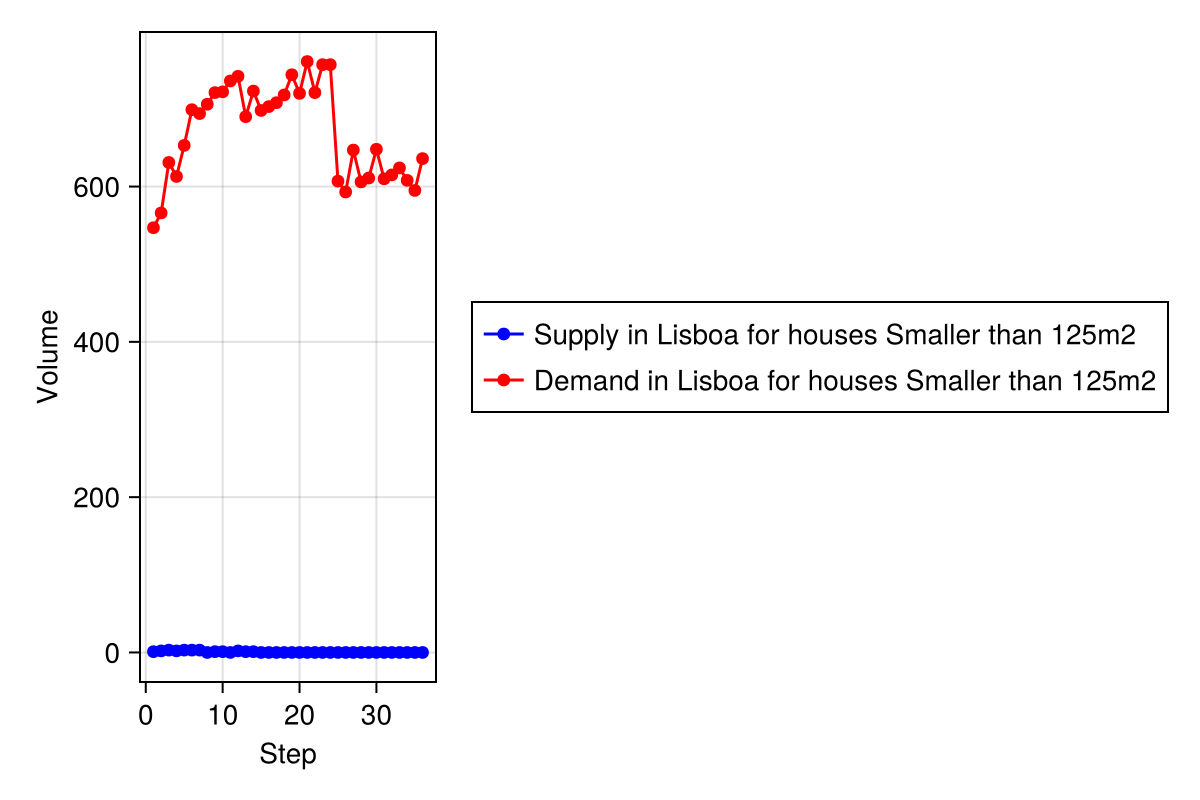 600
400
200
0
Volume
0 10 20 30
Step
Supply in Lisboa for houses Smaller than 125m2
Demand in Lisboa for houses Smaller than 125m2